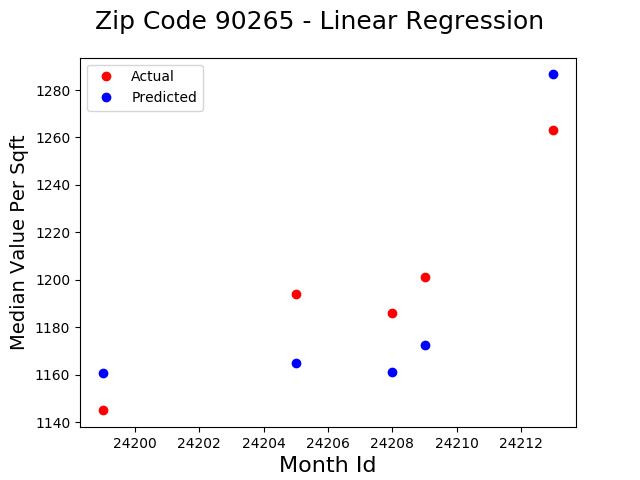 Zip Code 90265 - Linear Regression
Actual
Predicted
1280
1260
1240
1220
1200
1180
1160
1140
Median Value Per Sqft
24200 24202 24204 24206 24208 24210 24212
Month Id